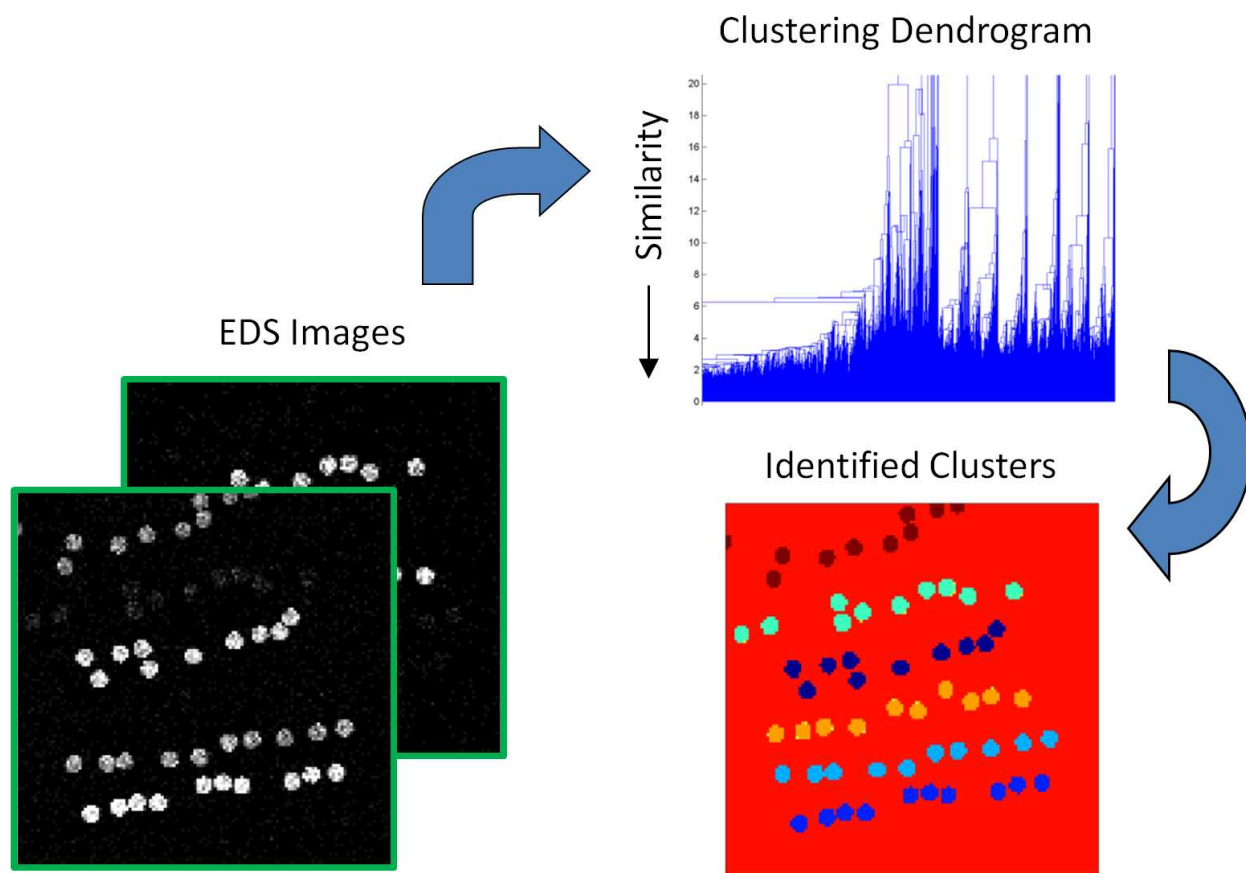 Clustering Dendrogram
20
18
16
14
12
10
8
6
4
2
0
Similarity
EDS Images
Identified Clusters